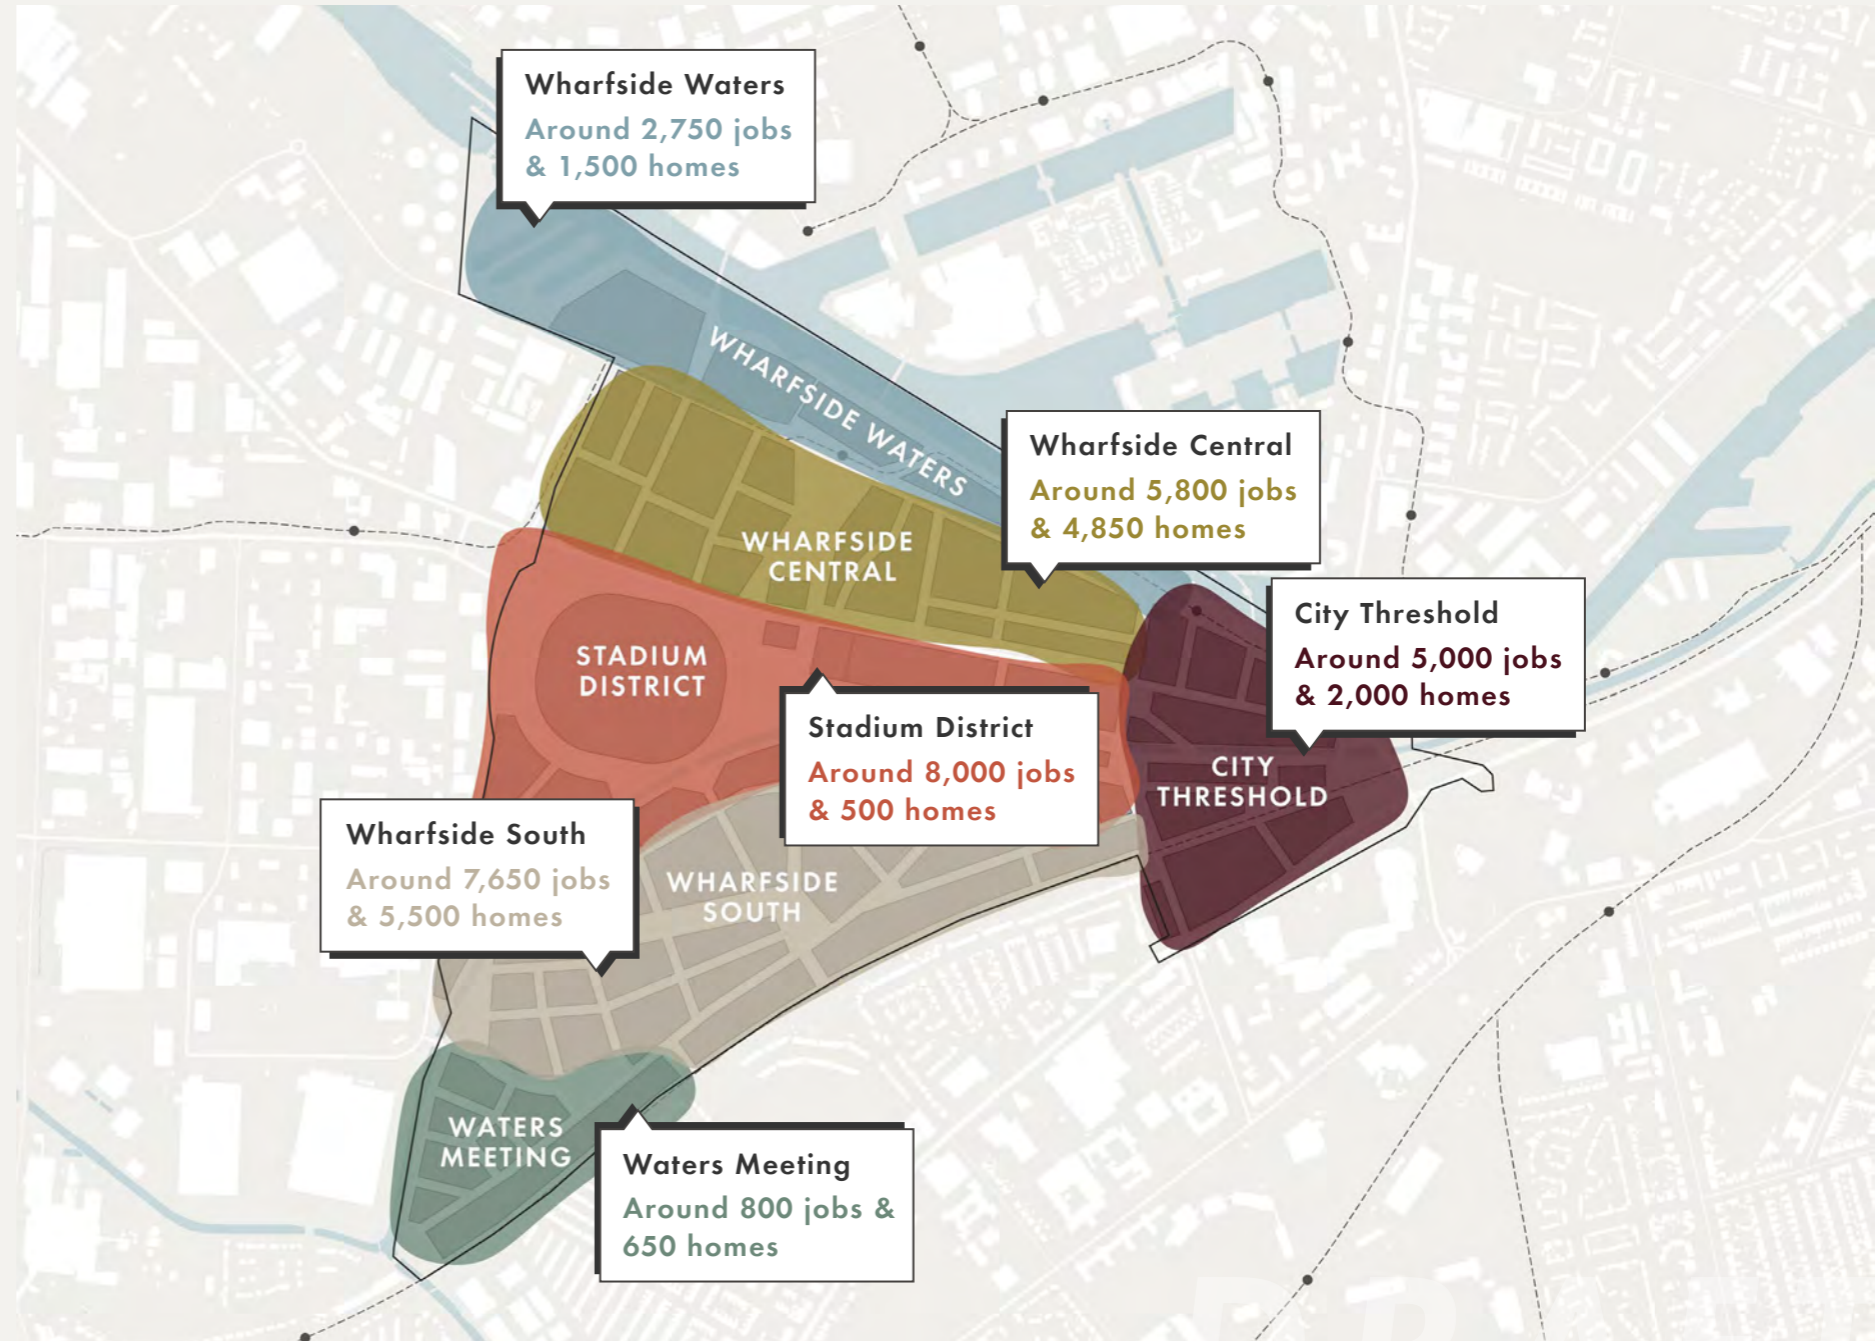 Wharfside Waters
Around 2,750 jobs
& 1,500 homes
WHARFSIDE WATERS
Wharfside Central
Around 5,800 jobs
& 4,850 homes
WHARFSIDE
CENTRAL
City Threshold
Around 5,000 jobs
& 2,000 homes
STADIUM
DISTRICT
Stadium District
Around 8,000 jobs
& 500 homes
CITY
THRESHOLD
Wharfside South
Around 7,650 jobs
& 5,500 homes
WHARFSIDE
SOUTH
WATERS
MEETING
Waters Meeting
Around 800 jobs &
650 homes